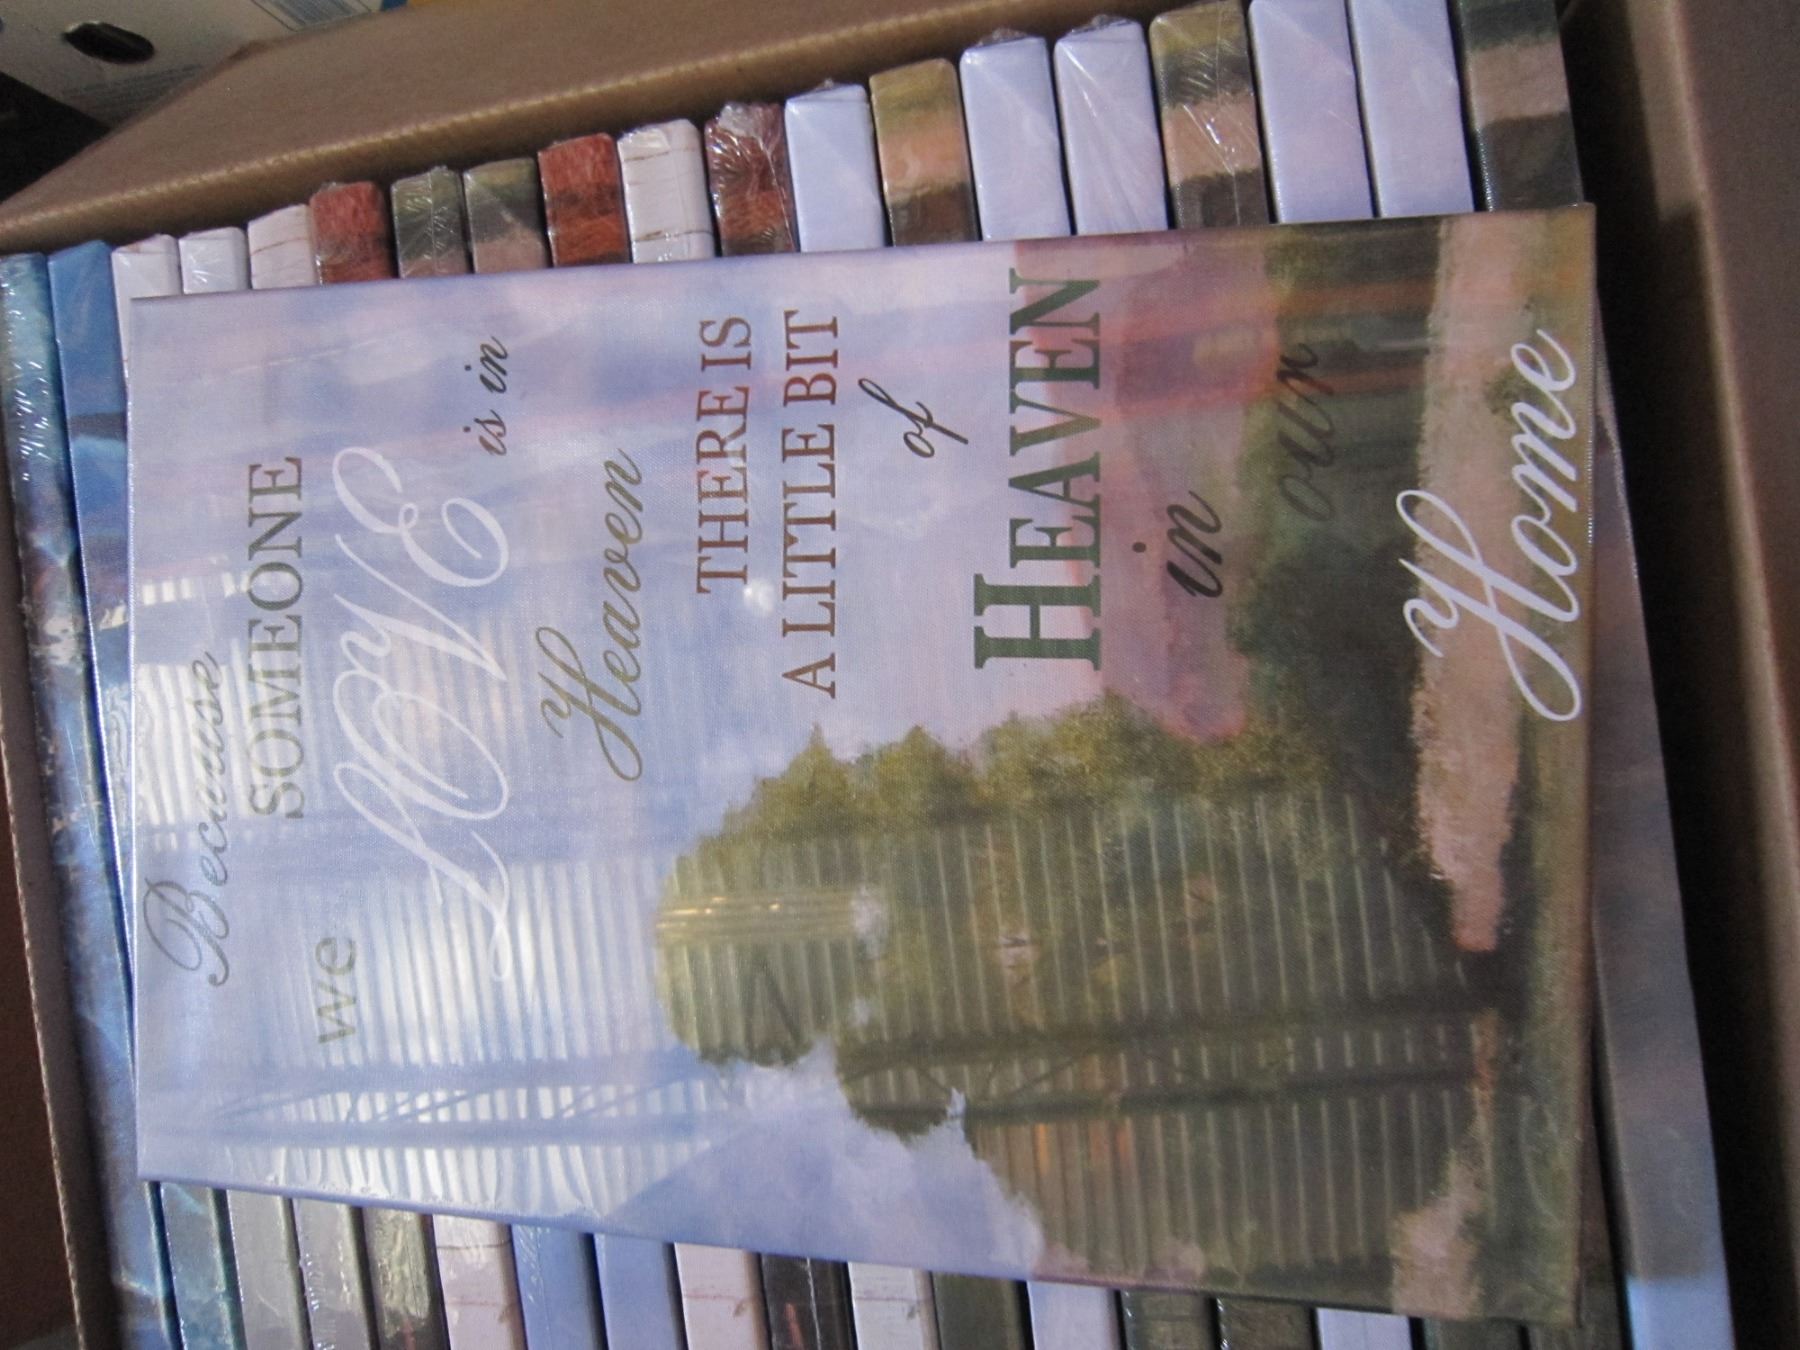 Because
SOMEONE
we
LOVE
is in
Heaven
THERE IS
A LITTLE BIT
of
HEAVEN
in
our
Home